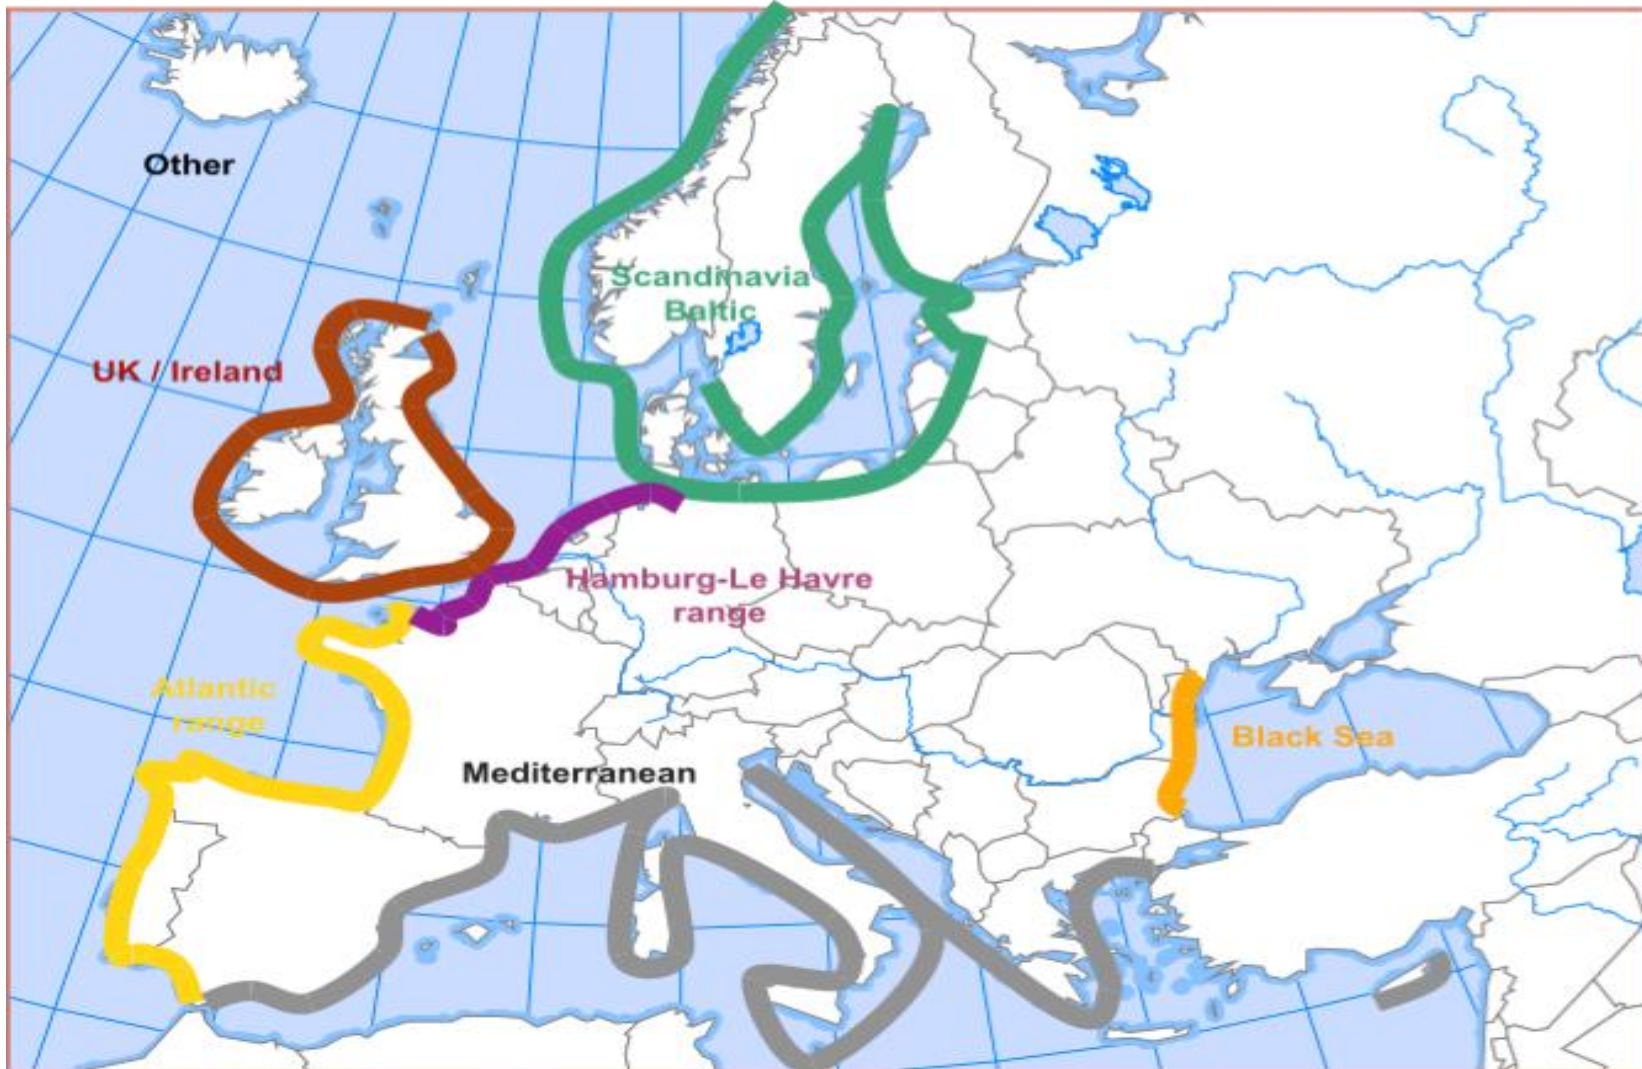 Other
Scandinavia
Baltic
UK / Ireland
Hamburg-Le Havre
range
Atlantic
range
Black Sea
Mediterranean